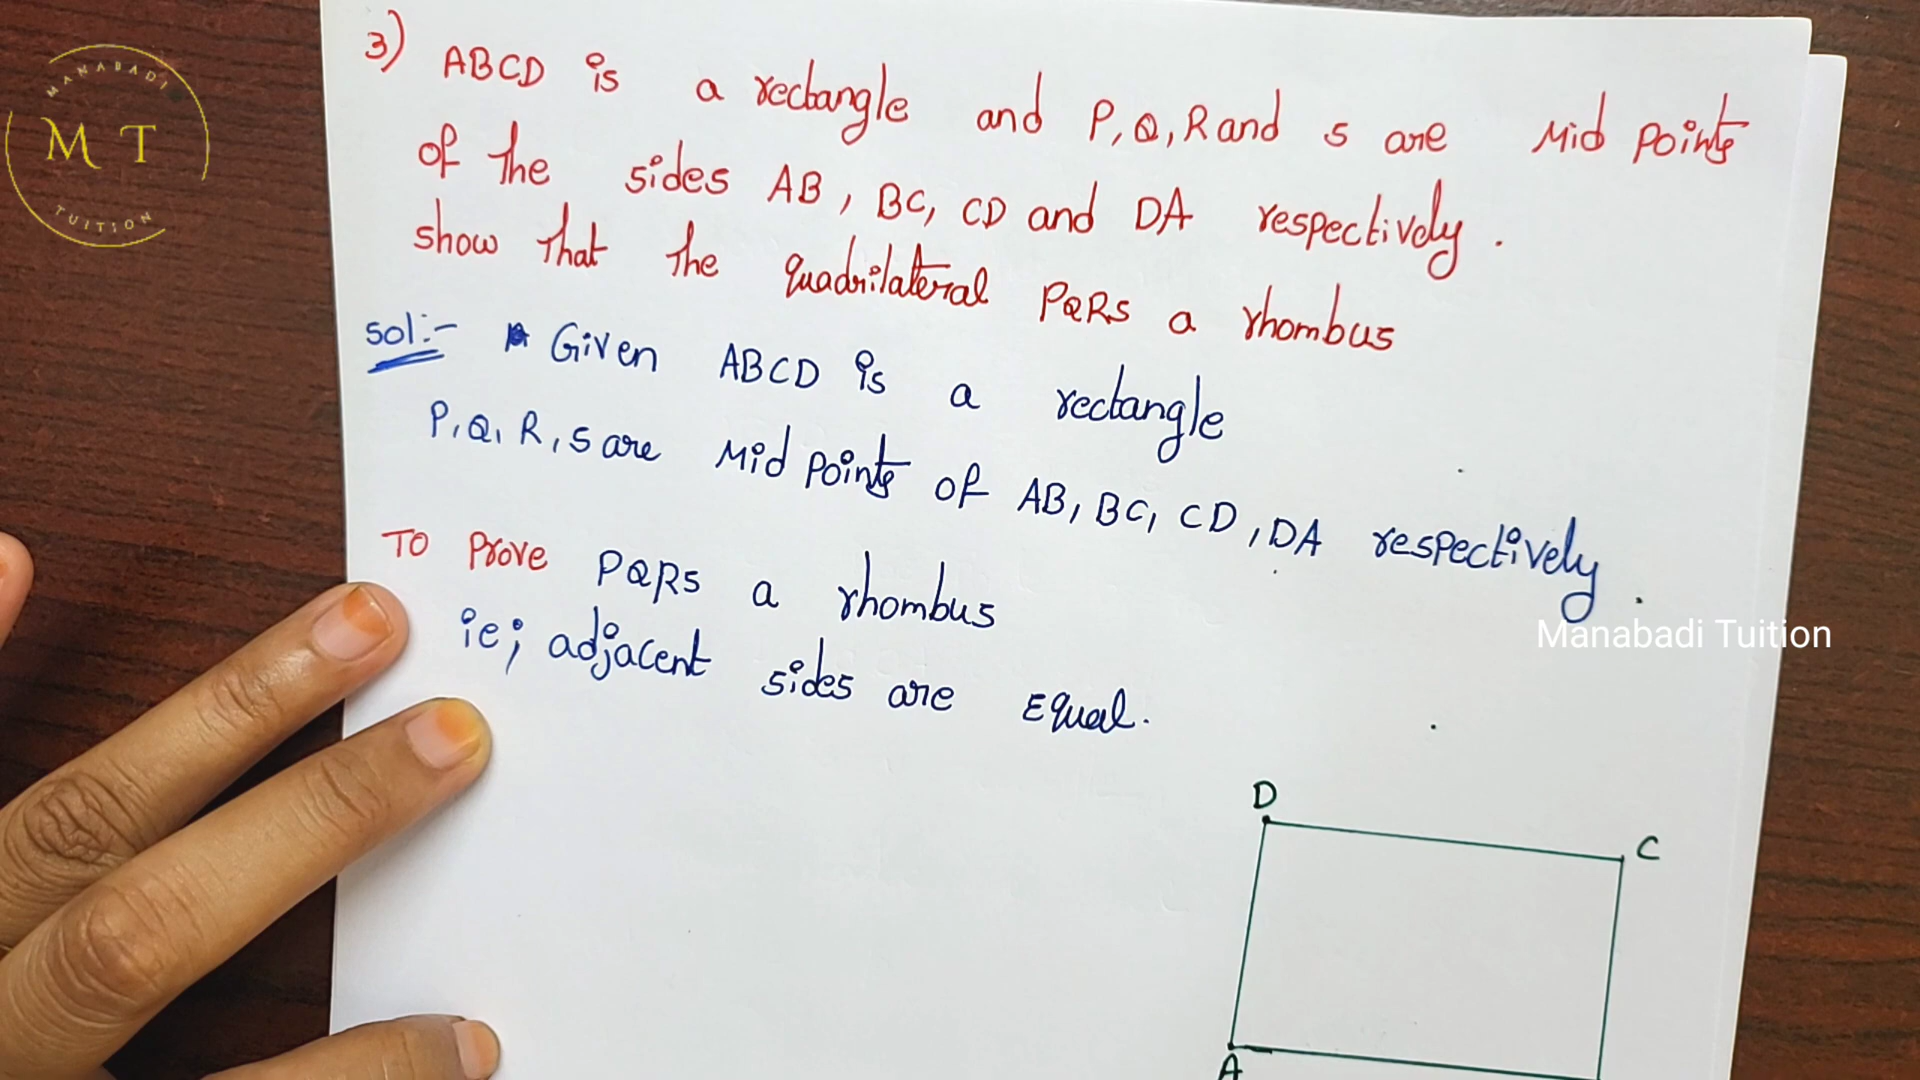 MANABADI
M T
TUITION
3) ABCD is a rectangle and P, Q, R and S are Mid points
of the sides AB, BC, CD and DA respectively.
show that the quadrilateral PQRS a rhombus
Sol:- Given ABCD is a rectangle
P, Q, R, S are Mid points of AB, BC, CD, DA respectively.
To Prove PQRS a rhombus
ie; adjacent sides are Equal.
Manabadi Tuition
D
C
A